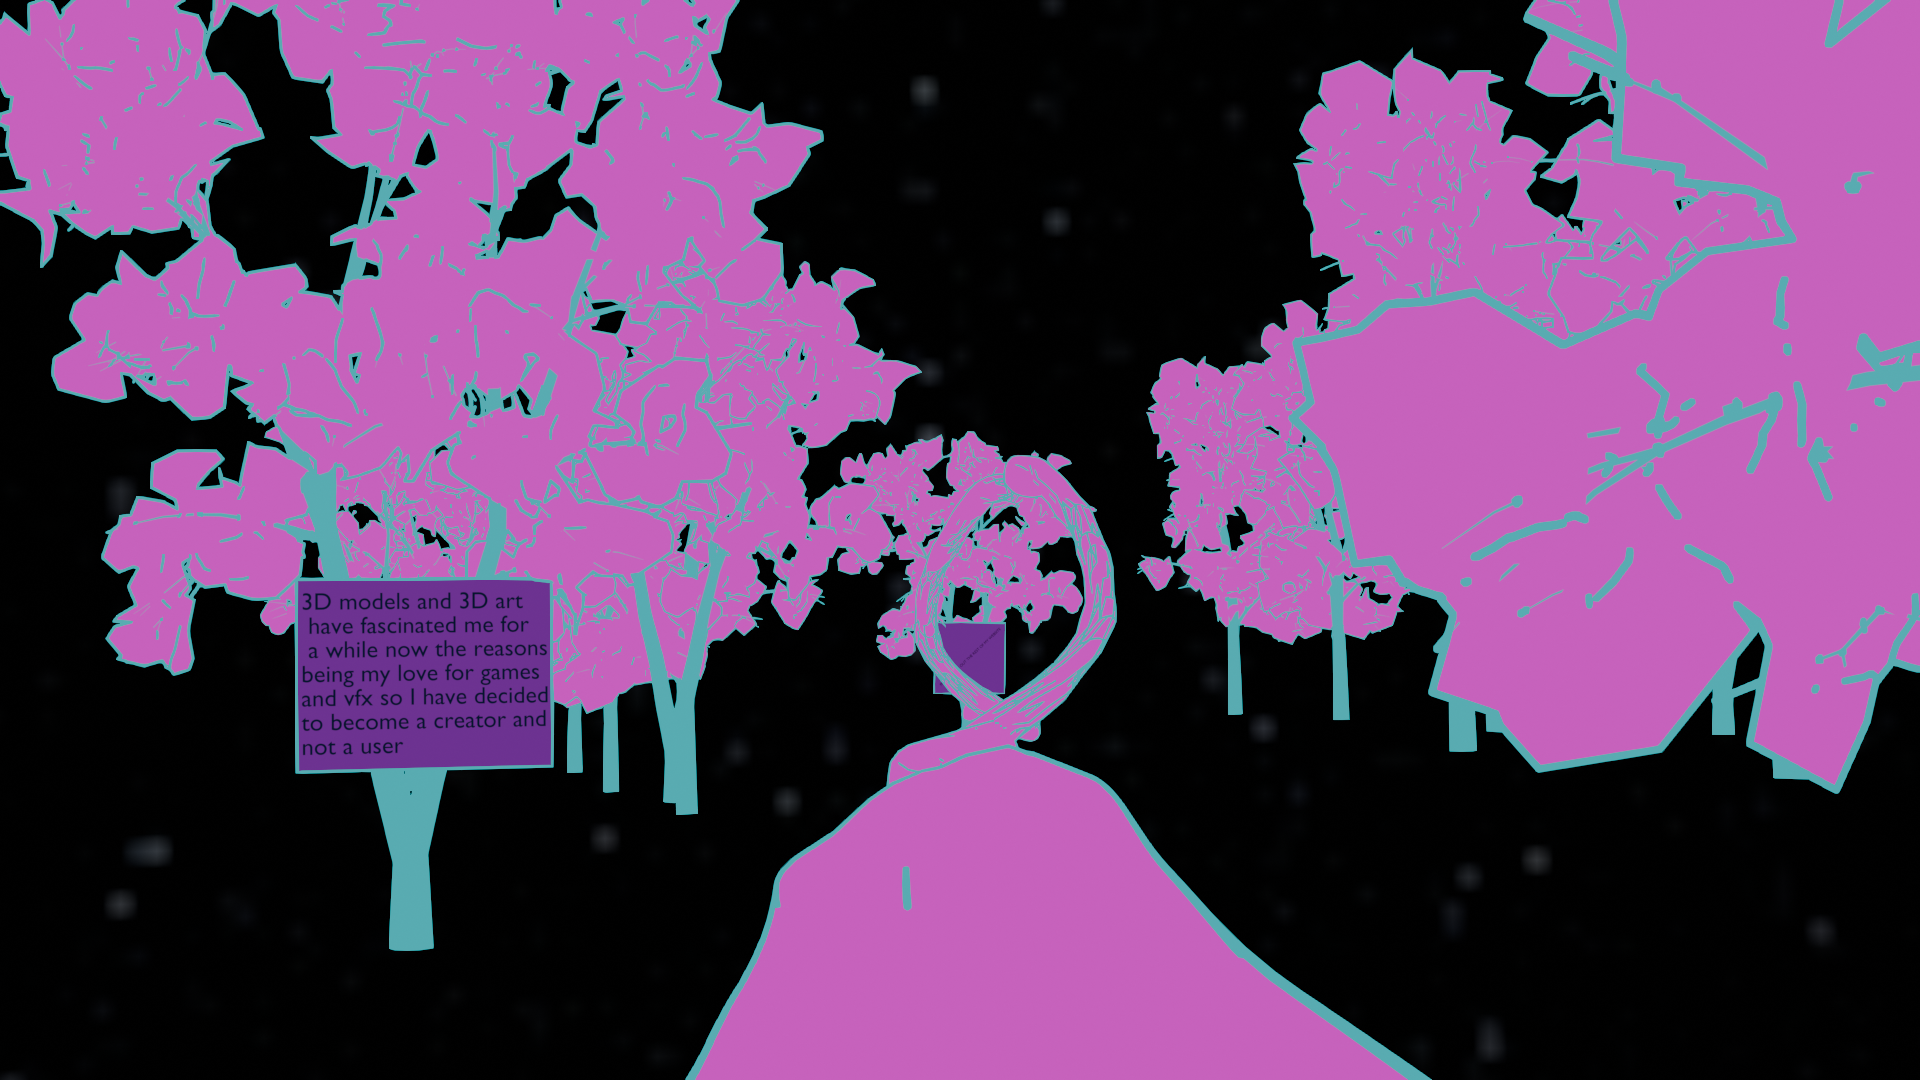 3D models and 3D art
have fascinated me for
a while now the reasons
being my love for games
and vfx so I have decided
to become a creator and
not a user